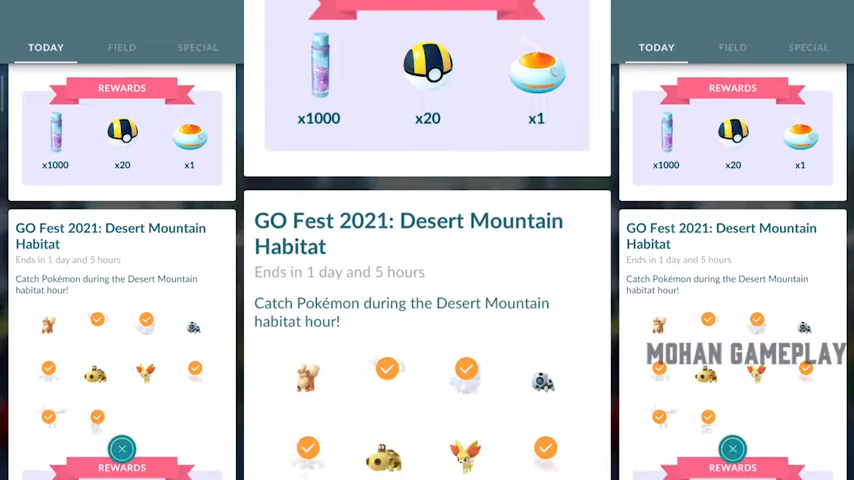 TODAY FIELD SPECIAL
REWARDS
x1000 x20 x1
GO Fest 2021: Desert Mountain
Habitat
Ends in 1 day and 5 hours
Catch Pokémon during the Desert Mountain
habitat hour!
REWARDS
x1000 x20 x1
GO Fest 2021: Desert Mountain
Habitat
Ends in 1 day and 5 hours
Catch Pokémon during the Desert Mountain
habitat hour!
TODAY FIELD SPECIAL
REWARDS
x1000 x20 x1
GO Fest 2021: Desert Mountain
Habitat
Ends in 1 day and 5 hours
Catch Pokémon during the Desert Mountain
habitat hour!
MOHAN GAMEPLAY
REWARDS